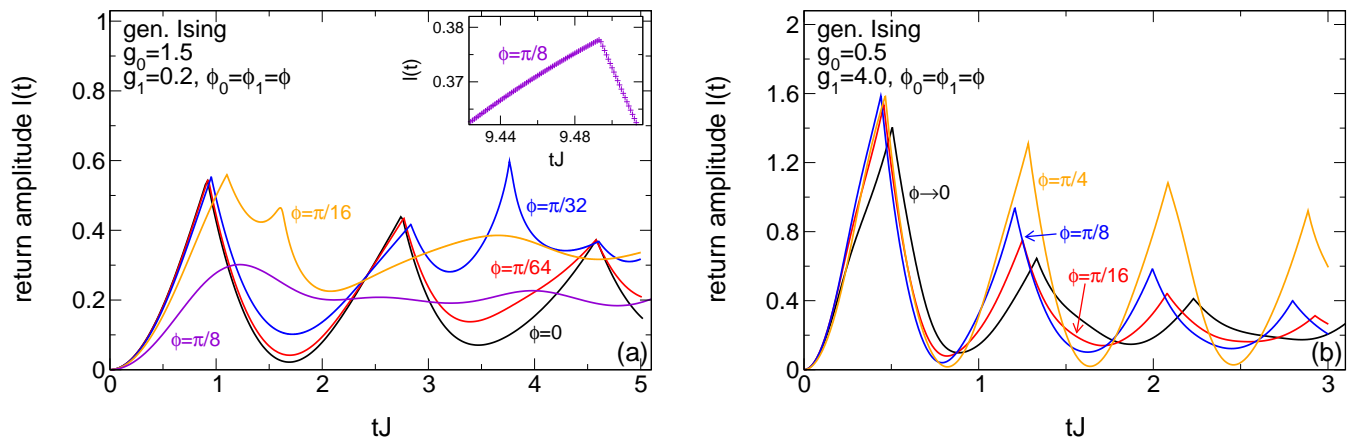 gen. Ising
g0=1.5
g1=0.2, ϕ0=ϕ1=ϕ
return amplitude l(t)
1
0.8
0.6
0.4
0.2
0
0
1
2
3
4
5
tJ
ϕ=π/16
ϕ=π/32
ϕ=π/64
ϕ=π/8
ϕ=0
(a)
0.38
0.37
l(t)
ϕ=π/8
9.44
9.48
tJ
gen. Ising
g0=0.5
g1=4.0, ϕ0=ϕ1=ϕ
return amplitude l(t)
2
1.6
1.2
0.8
0.4
0
0
1
2
3
tJ
ϕ→0
ϕ=π/4
ϕ=π/8
ϕ=π/16
(b)